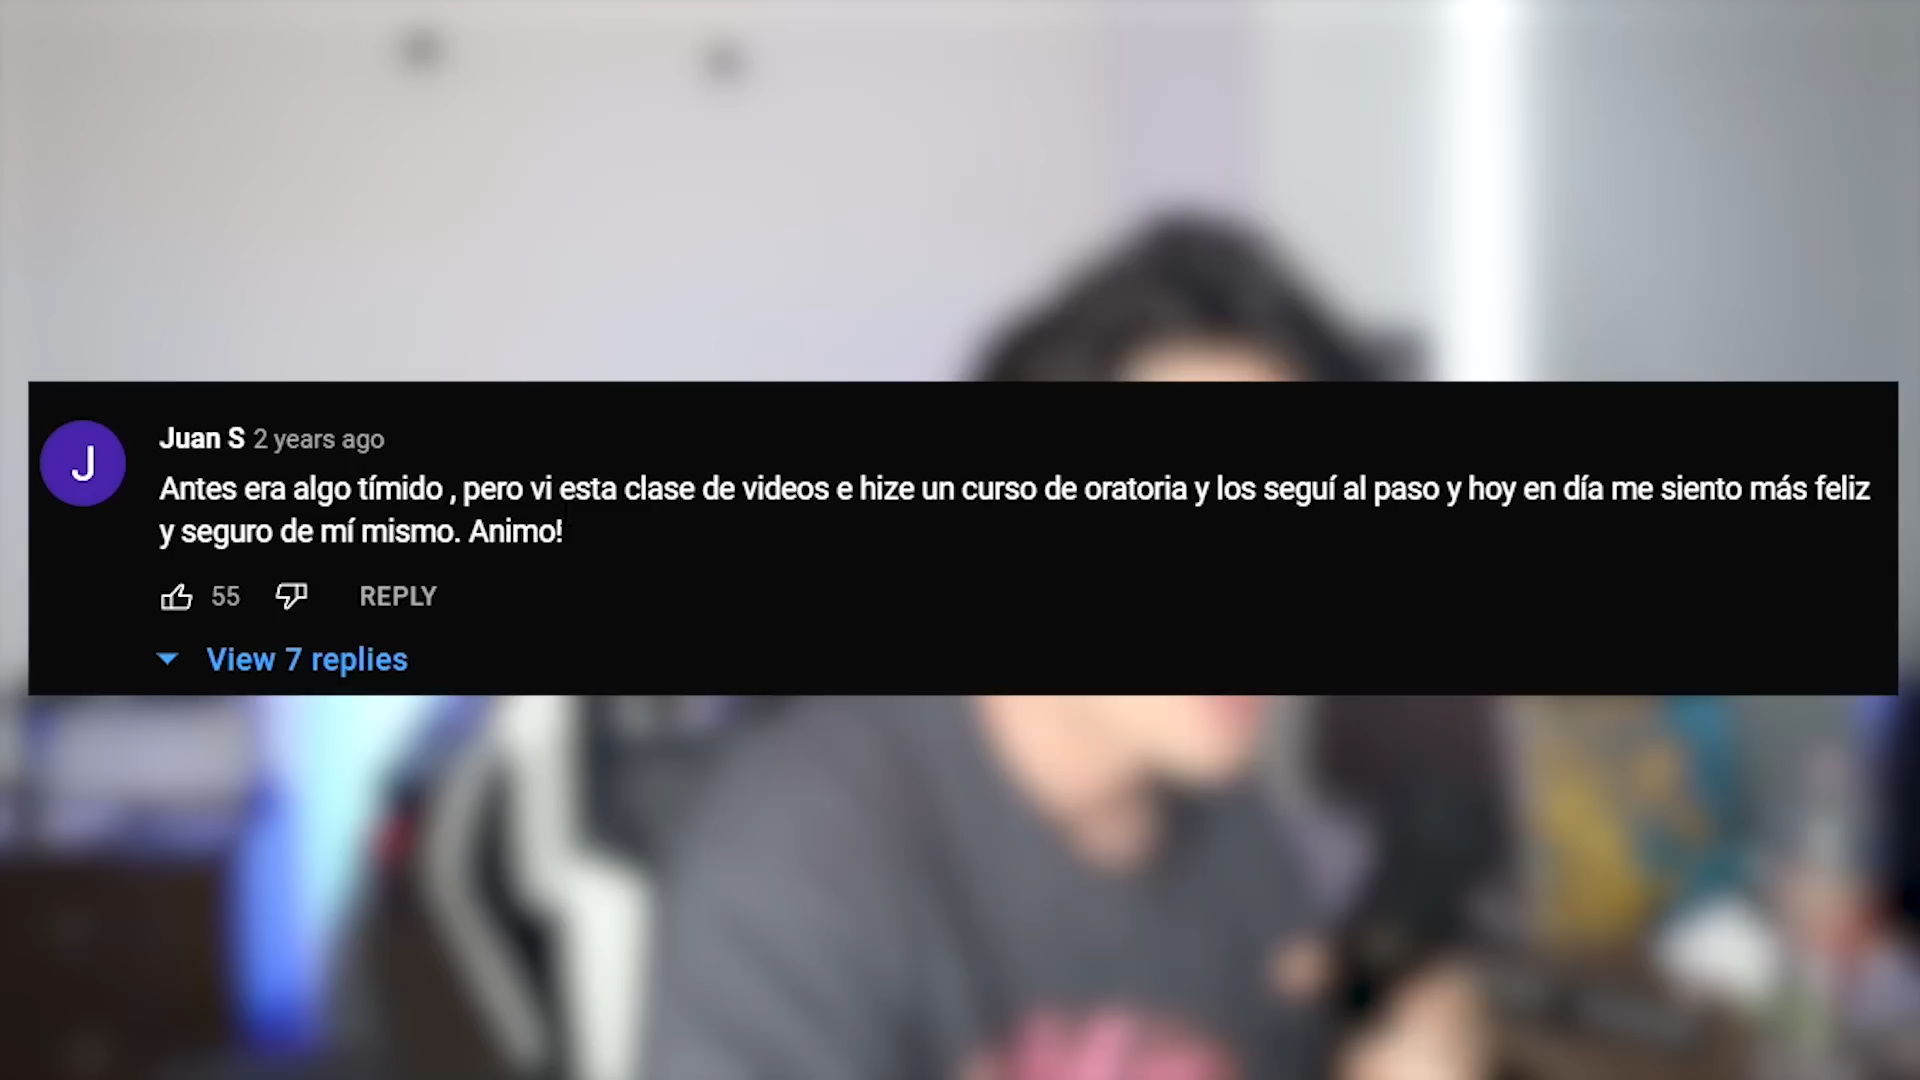 J
Juan S 2 years ago
Antes era algo tímido , pero vi esta clase de videos e hize un curso de oratoria y los seguí al paso y hoy en día me siento más feliz
y seguro de mí mismo. Animo!
55 REPLY
View 7 replies